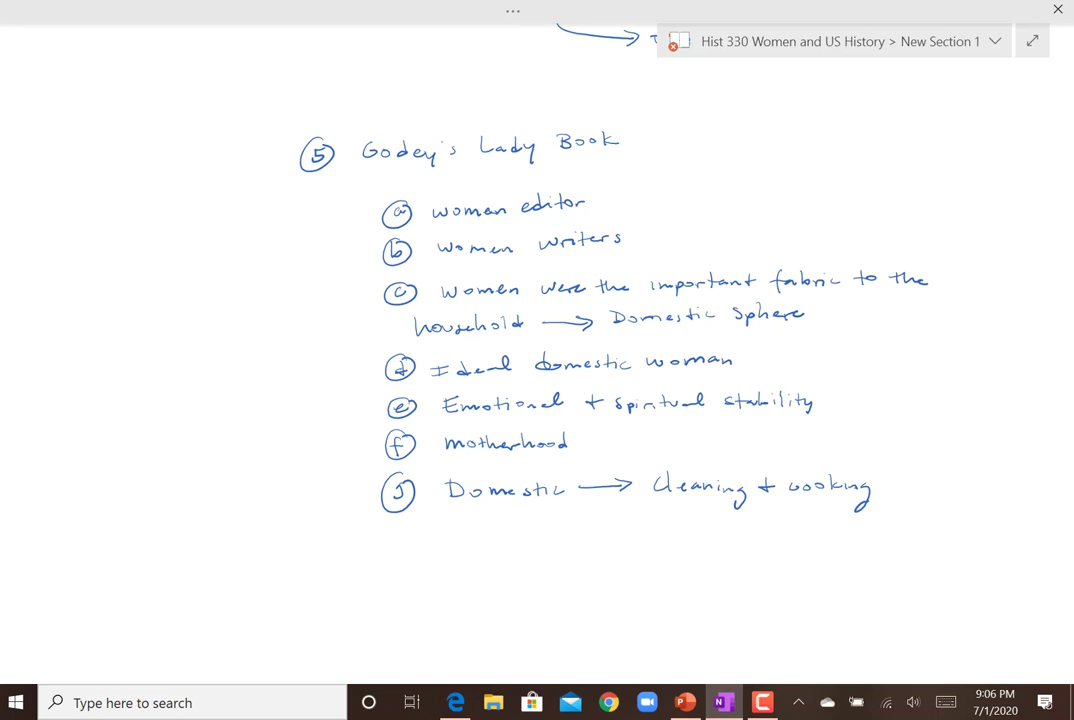 Hist 330 Women and US History > New Section 1
5 Godey's Lady Book
a women editor
b women writers
c women were the important fabric to the
household → Domestic Sphere
d Ideal domestic woman
e Emotional + spiritual stability
f motherhood
g Domestic → Cleaning + cooking
Type here to search
9:06 PM
7/1/2020